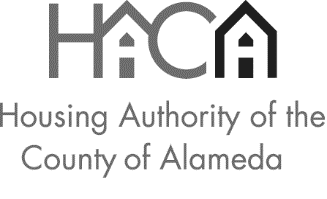 HACA
Housing Authority of the
County of Alameda